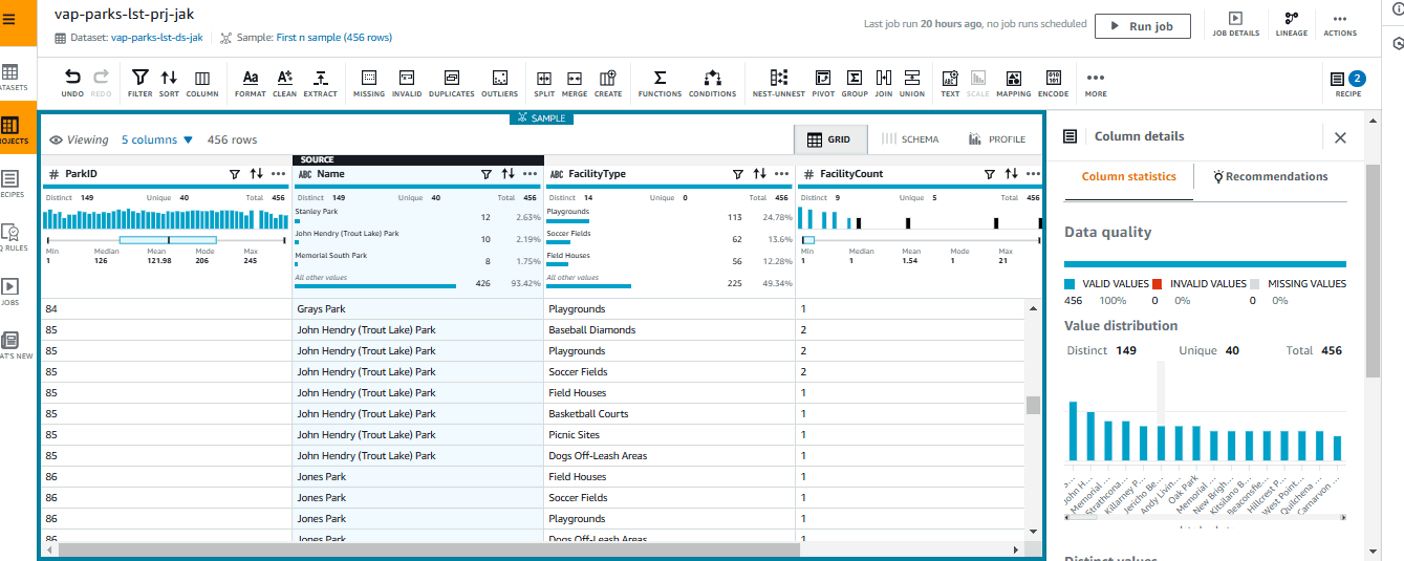 vap-parks-lst-prj-jak
Dataset: vap-parks-lst-ds-jak Sample: First n sample (456 rows)
Last job run 20 hours ago, no job runs scheduled
Run job
JOB DETAILS LINEAGE ACTIONS
UNDO REDO FILTER SORT COLUMN FORMAT CLEAN EXTRACT MISSING INVALID DUPLICATES OUTLIERS SPLIT MERGE CREATE FUNCTIONS CONDITIONS NEST-UNNEST PIVOT GROUP JOIN UNION TEXT SCALE MAPPING ENCODE MORE
2
RECIPE
ATASETS
ROJECTS
ECIPES
Q RULES
JOBS
AT'S NEW
SAMPLE
Viewing 5 columns 456 rows
GRID SCHEMA PROFILE
SOURCE
# ParkID ABC Name ABC FacilityType # FacilityCount
Distinct 149 Unique 40 Total 456
Min Median Mean Mode Max
1 126 121.98 206 245
Distinct 149 Unique 40 Total 456
Stanley Park 12 2.63%
John Hendry (Trout Lake) Park 10 2.19%
Memorial South Park 8 1.75%
All other values 426 93.42%
Distinct 14 Unique 0 Total 456
Playgrounds 113 24.78%
Soccer Fields 62 13.6%
Field Houses 56 12.28%
All other values 225 49.34%
Distinct 9 Unique 5 Total 456
Min Median Mean Mode Max
1 1 1.54 1 21
84 Grays Park Playgrounds 1
85 John Hendry (Trout Lake) Park Baseball Diamonds 2
85 John Hendry (Trout Lake) Park Playgrounds 2
85 John Hendry (Trout Lake) Park Soccer Fields 2
85 John Hendry (Trout Lake) Park Field Houses 1
85 John Hendry (Trout Lake) Park Basketball Courts 1
85 John Hendry (Trout Lake) Park Picnic Sites 1
85 John Hendry (Trout Lake) Park Dogs Off-Leash Areas 1
86 Jones Park Field Houses 1
86 Jones Park Soccer Fields 1
86 Jones Park Playgrounds 1
86 Jones Park Dogs Off-Leash Areas 1
Column details
Column statistics Recommendations
Data quality
VALID VALUES INVALID VALUES MISSING VALUES
456 100% 0 0% 0 0%
Value distribution
Distinct 149 Unique 40 Total 456
John H...
Memorial ...
Strathcona...
Killarney P...
Jericho Be...
Andy Livin...
Oak Park
Memorial ...
New Brigh...
Kitsilano B...
Beaconsfie...
Hillcrest P...
West Point...
Quilchena ...
Carnarvon ...
Distinct values